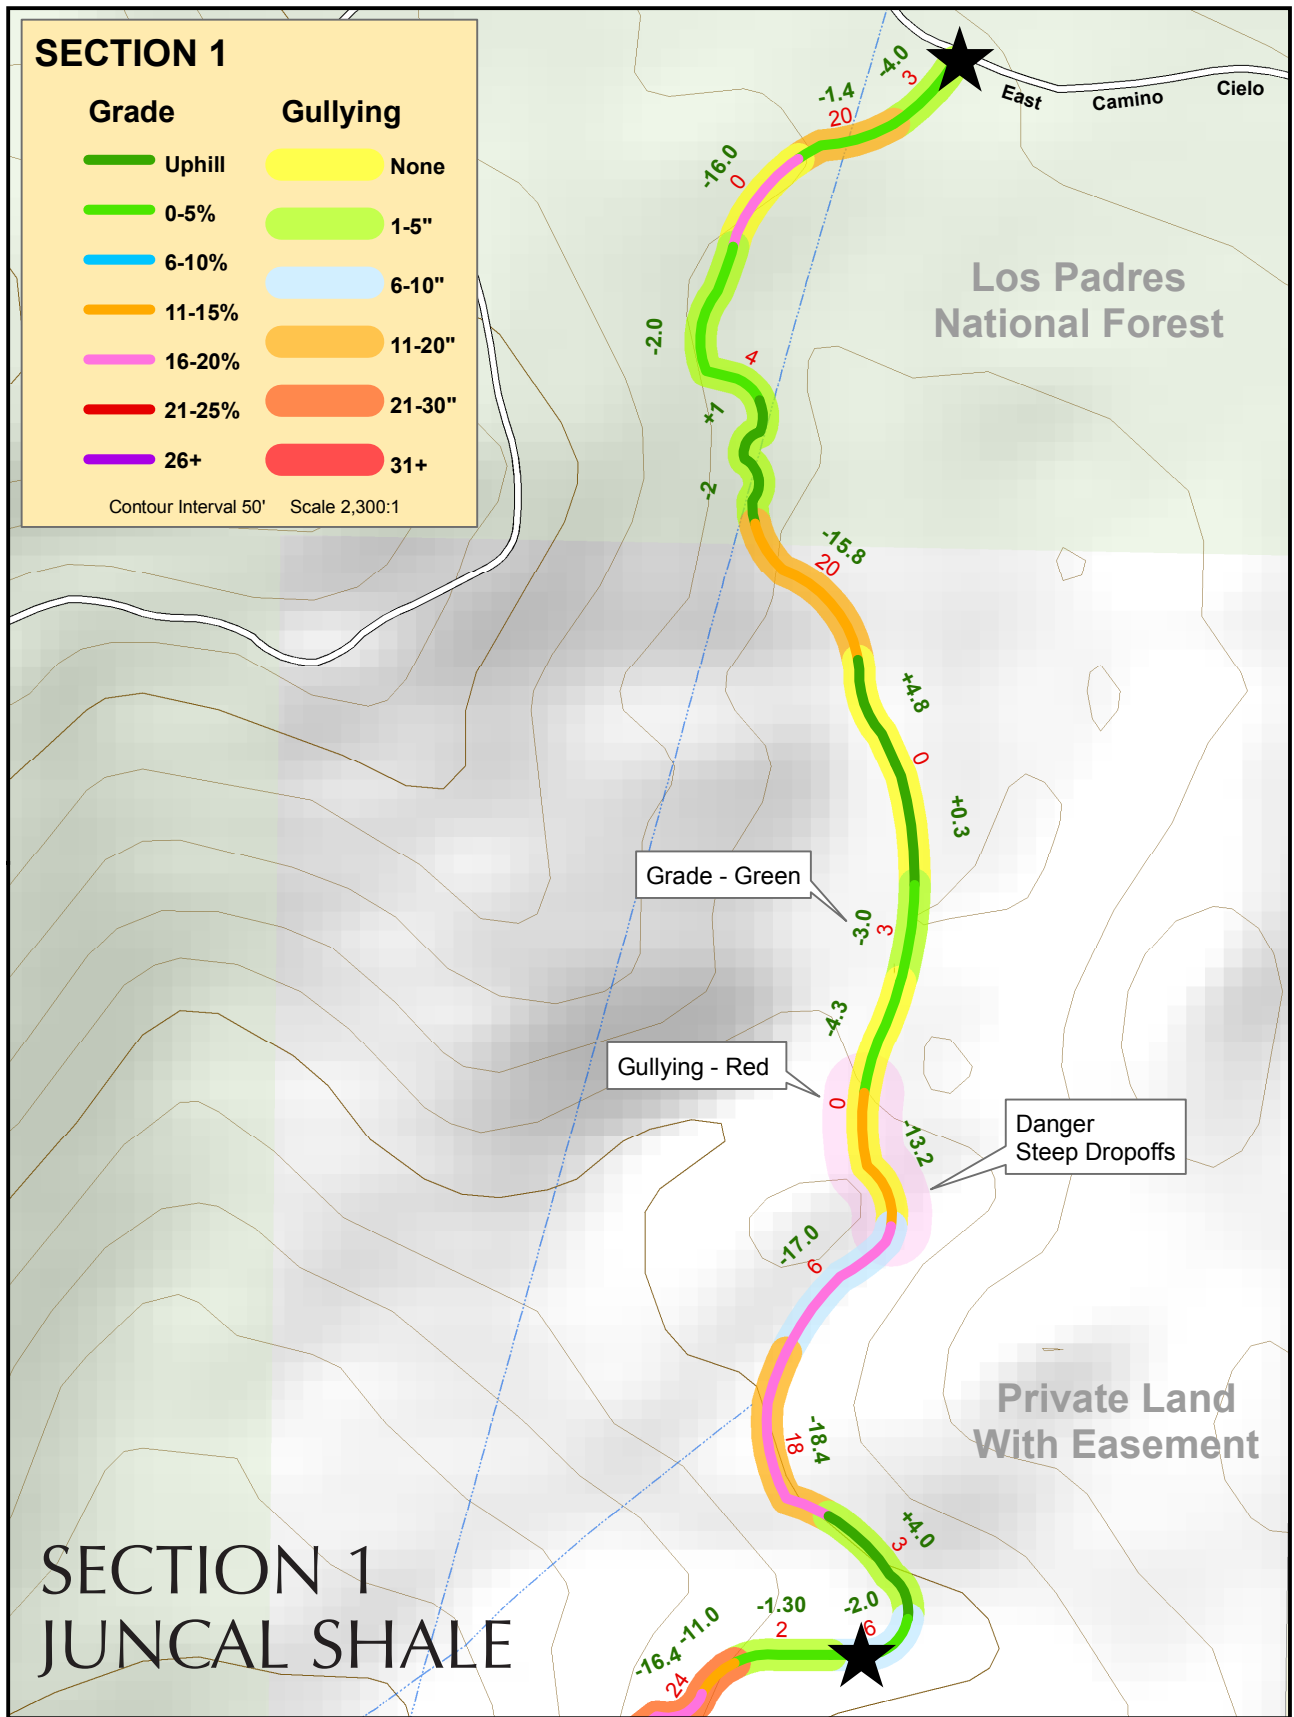 SECTION 1
Grade
Gullying
Uphill
None
0-5%
1-5"
6-10%
6-10"
11-15%
11-20"
16-20%
21-30"
21-25%
31+
26+
Contour Interval 50' Scale 2,300:1
East Camino Cielo
-4.0
3
-1.4
20
-16.0
0
Los Padres
National Forest
-2.0
4
+1
-2
-15.8
20
+4.8
0
+0.3
Grade - Green
-3.0
3
-4.3
Gullying - Red
0
-13.2
Danger
Steep Dropoffs
-17.0
6
Private Land
With Easement
-18.4
18
+4.0
3
-2.0
6
-1.30
2
-11.0
-16.4
24
SECTION 1
JUNCAL SHALE